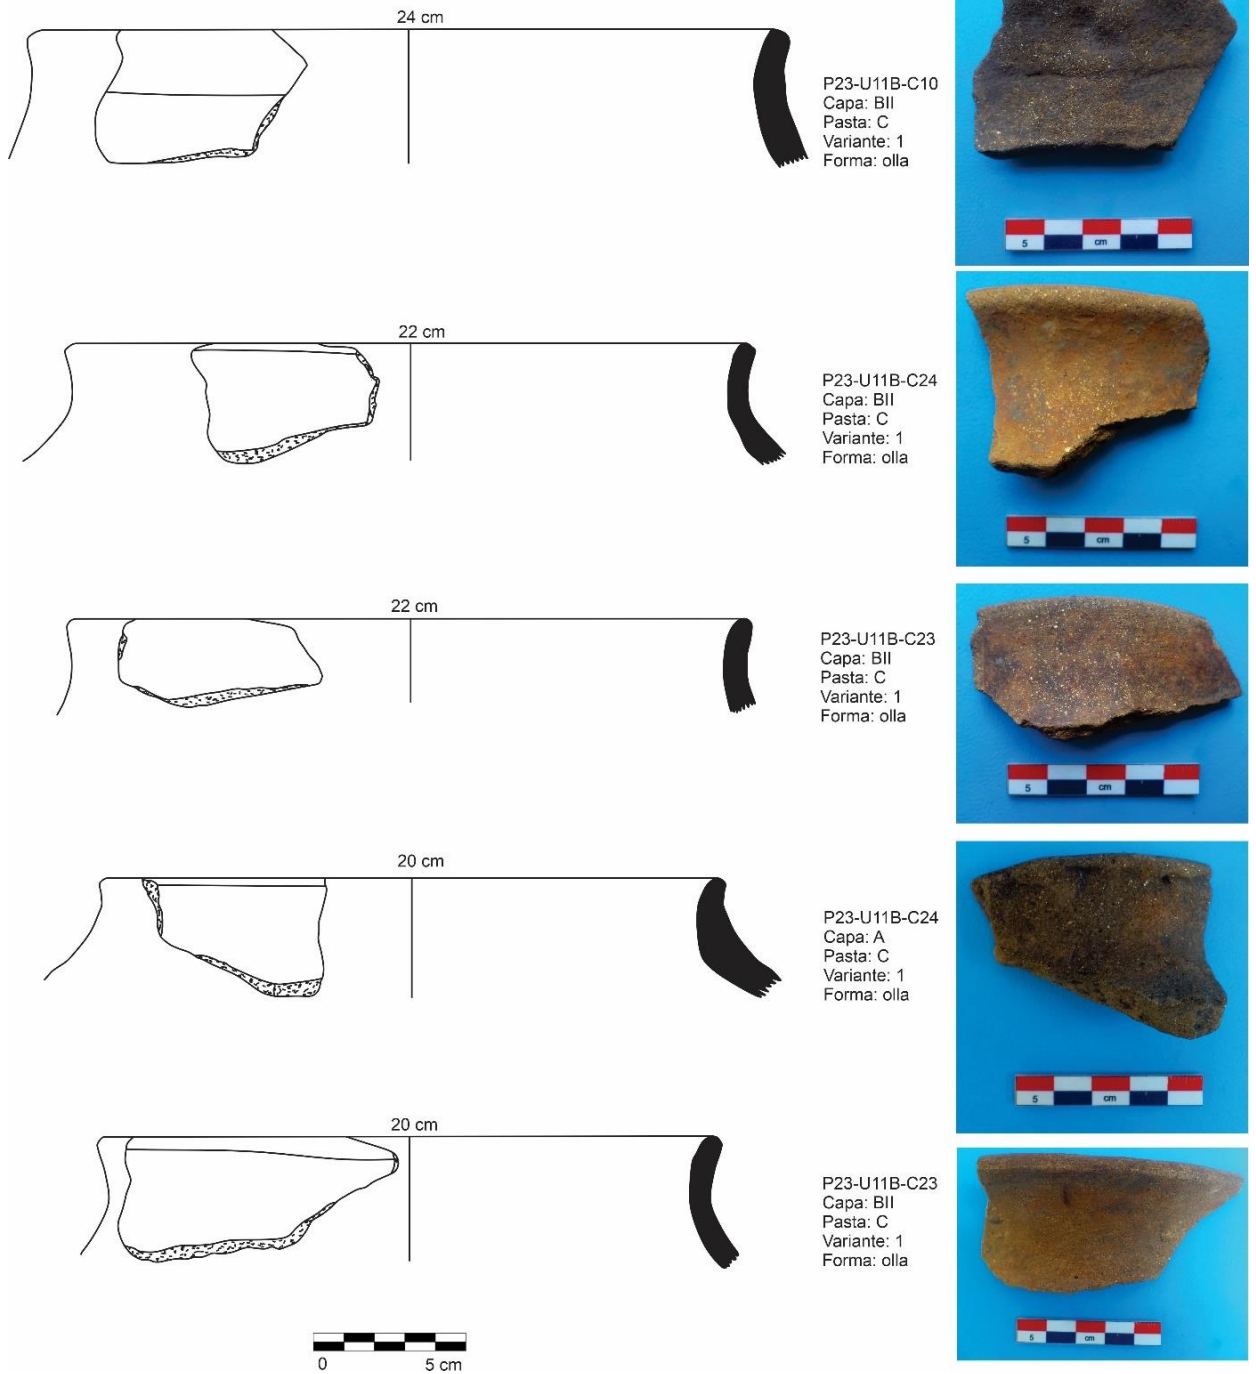 24 cm
P23-U11B-C10
Capa: BII
Pasta: C
Variante: 1
Forma: olla
5 cm
22 cm
P23-U11B-C24
Capa: BII
Pasta: C
Variante: 1
Forma: olla
5 cm
22 cm
P23-U11B-C23
Capa: BII
Pasta: C
Variante: 1
Forma: olla
5 cm
20 cm
P23-U11B-C24
Capa: A
Pasta: C
Variante: 1
Forma: olla
5 cm
20 cm
P23-U11B-C23
Capa: BII
Pasta: C
Variante: 1
Forma: olla
5 cm
0 5 cm